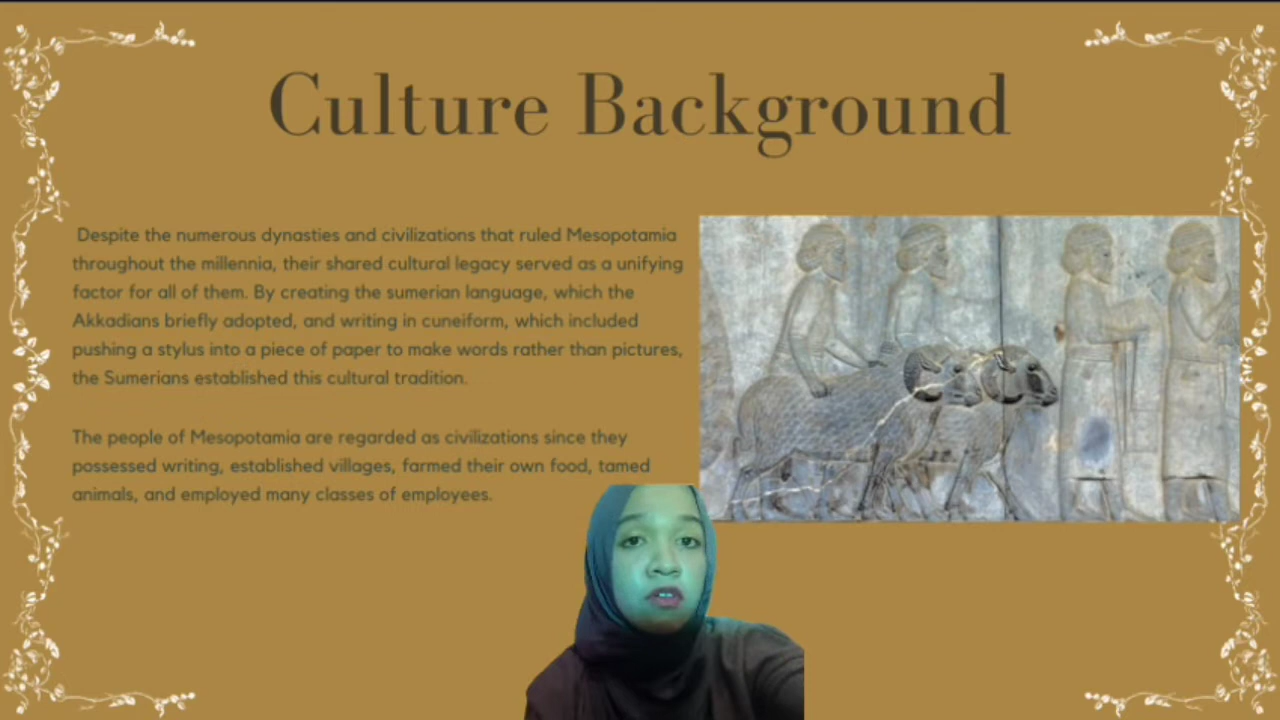 Culture Background
Despite the numerous dynasties and civilizations that ruled Mesopotamia
throughout the millennia, their shared cultural legacy served as a unifying
factor for all of them. By creating the sumerian language, which the
Akkadians briefly adopted, and writing in cuneiform, which included
pushing a stylus into a piece of paper to make words rather than pictures,
the Sumerians established this cultural tradition.
The people of Mesopotamia are regarded as civilizations since they
possessed writing, established villages, farmed their own food, tamed
animals, and employed many classes of employees.